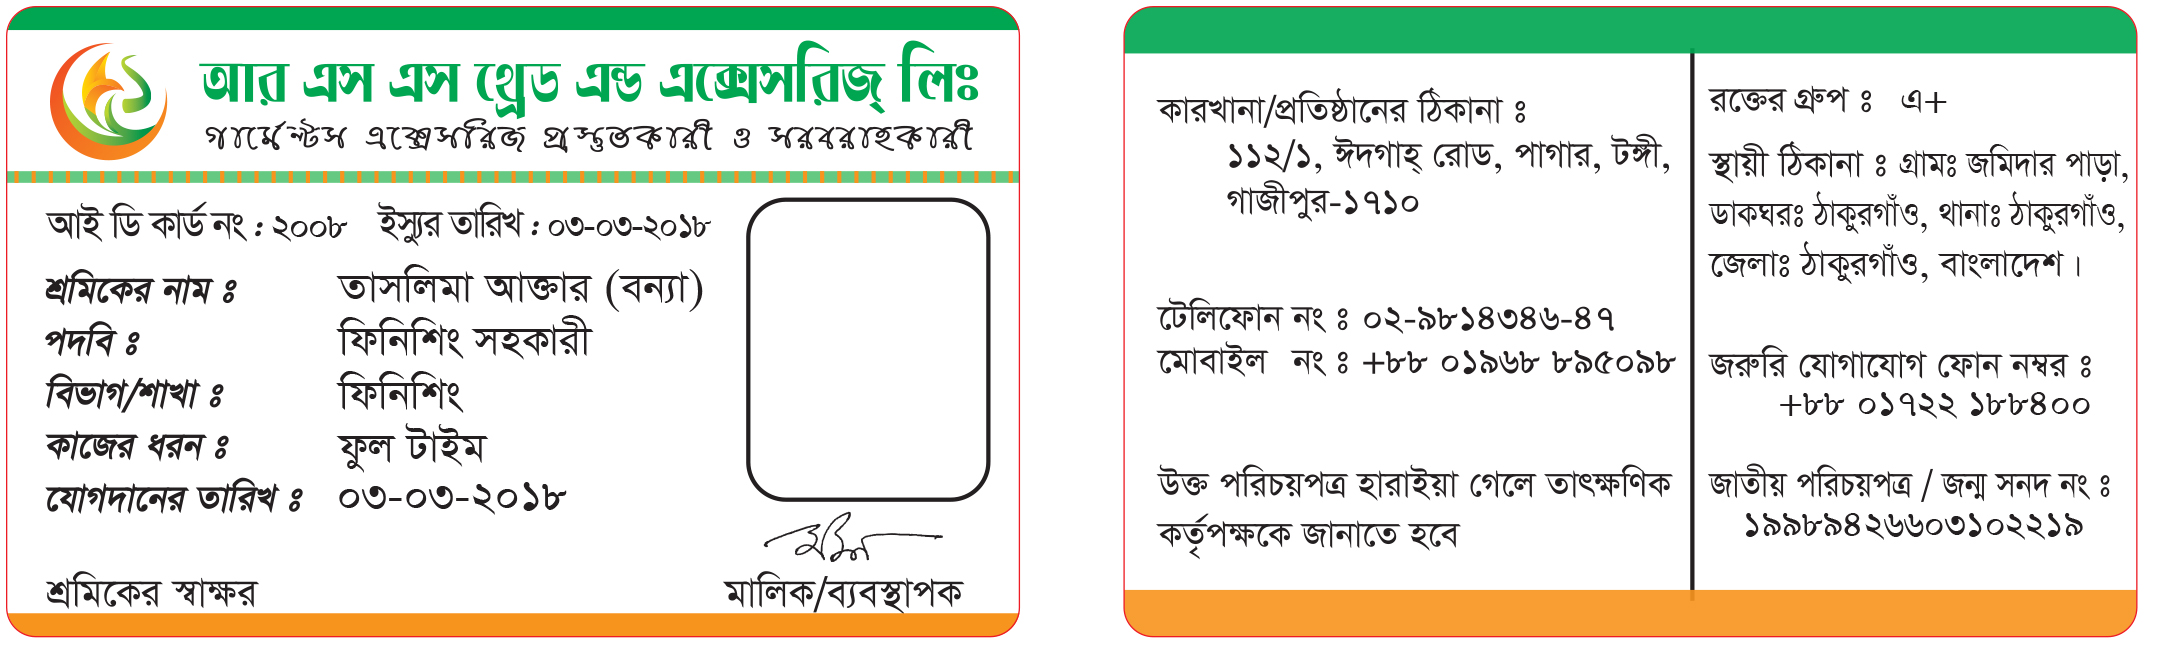 আর এস এস থ্রেড এন্ড এক্সেসরিজ্ লিঃ
গার্মেন্টস এক্সেসরিজ প্রস্তুতকারী ও সরবরাহকারী
আই ডি কার্ড নং : ২০০৮ ইস্যুর তারিখ : ০৩-০৩-২০১৮
শ্রমিকের নাম ঃ তাসলিমা আক্তার (বন্যা)
পদবি ঃ ফিনিশিং সহকারী
বিভাগ/শাখা ঃ ফিনিশিং
কাজের ধরন ঃ ফুল টাইম
যোগদানের তারিখ ঃ ০৩-০৩-২০১৮
শ্রমিকের স্বাক্ষর মালিক/ব্যবস্থাপক
কারখানা/প্রতিষ্ঠানের ঠিকানা ঃ
১১২/১, ঈদগাহ্ রোড, পাগার, টঙ্গী,
গাজীপুর-১৭১০
টেলিফোন নং ঃ ০২-৯৮১৪৩৪৬-৪৭
মোবাইল নং ঃ +৮৮ ০১৯৬৮ ৮৯৫০৯৮
উক্ত পরিচয়পত্র হারাইয়া গেলে তাৎক্ষণিক
কর্তৃপক্ষকে জানাতে হবে
রক্তের গ্রুপ ঃ এ+
স্থায়ী ঠিকানা ঃ গ্রামঃ জমিদার পাড়া,
ডাকঘরঃ ঠাকুরগাঁও, থানাঃ ঠাকুরগাঁও,
জেলাঃ ঠাকুরগাঁও, বাংলাদেশ।
জরুরি যোগাযোগ ফোন নম্বর ঃ
+৮৮ ০১৭২২ ১৮৮৪০০
জাতীয় পরিচয়পত্র / জন্ম সনদ নং ঃ
১৯৯৮৯৪২৬৬০৩১০২২১৯